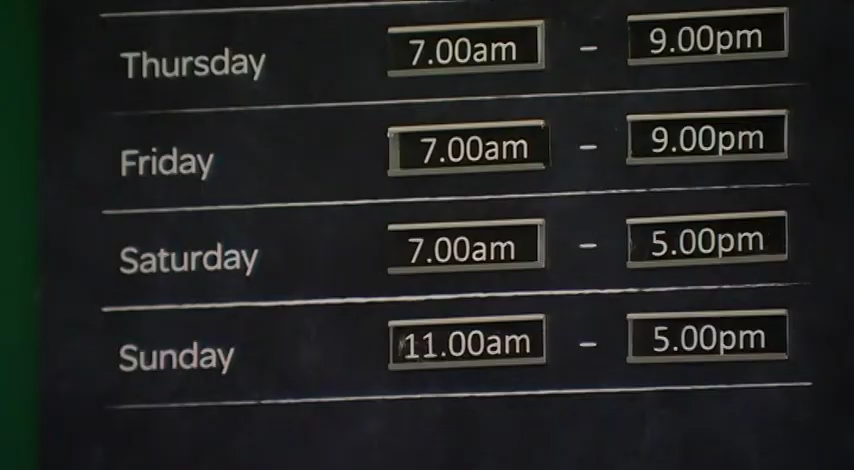 Thursday 7.00am - 9.00pm
Friday 7.00am - 9.00pm
Saturday 7.00am - 5.00pm
Sunday 11.00am - 5.00pm